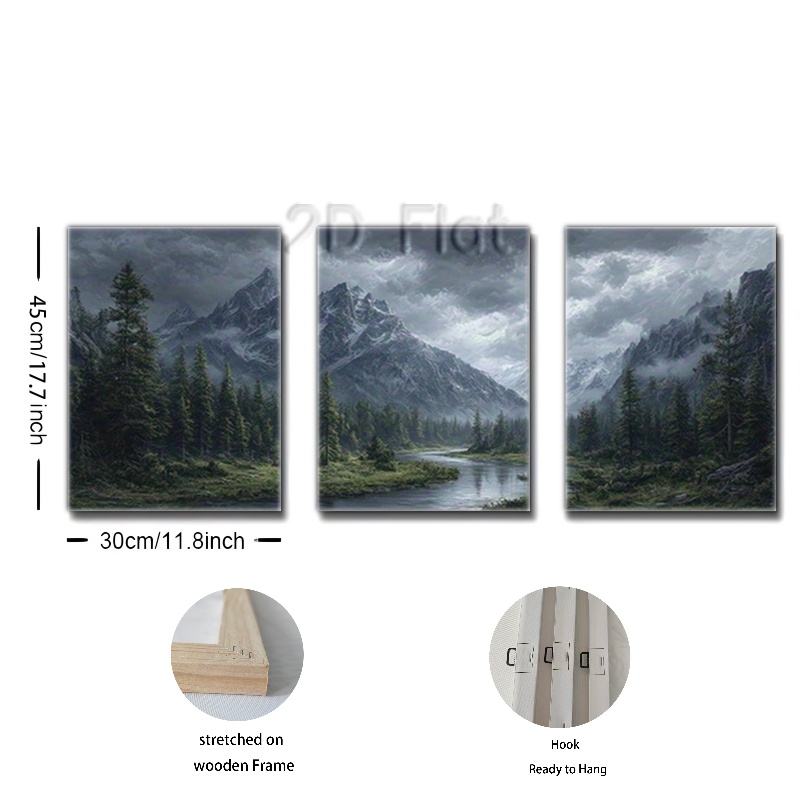 2D Flat
45cm/17.7inch
30cm/11.8inch
stretched on
wooden Frame
Hook
Ready to Hang